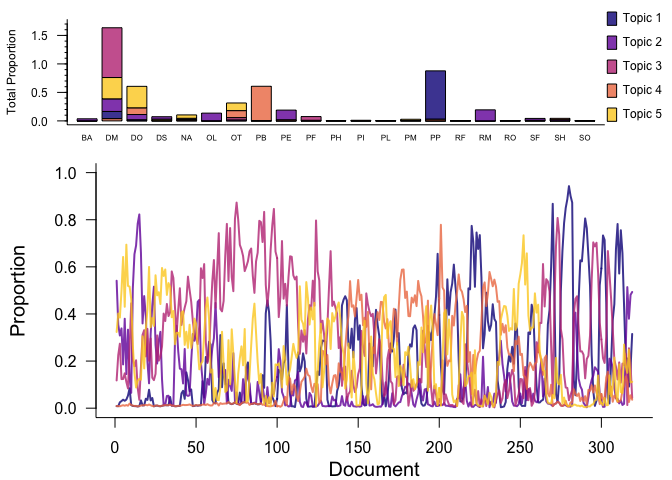 Total Proportion
1.5
1.0
0.5
0.0
BA DM DO DS NA OL OT PB PE PF PH PI PL PM PP RF RM RO SF SH SO
Topic 1
Topic 2
Topic 3
Topic 4
Topic 5
Proportion
1.0
0.8
0.6
0.4
0.2
0.0
0 50 100 150 200 250 300
Document